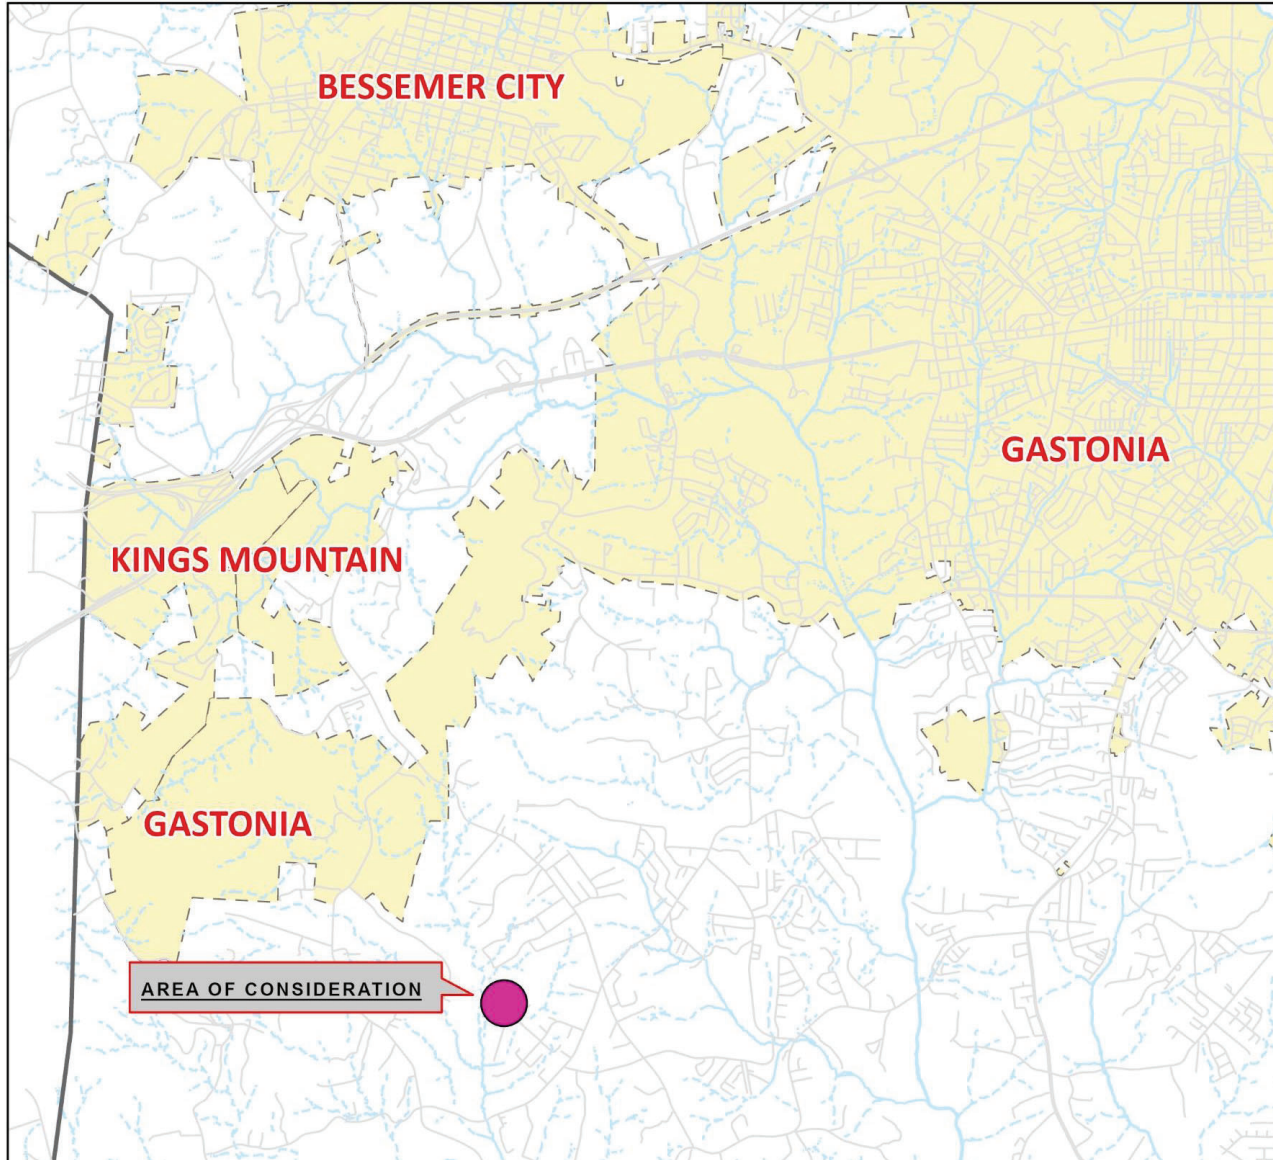 BESSEMER CITY
GASTONIA
KINGS MOUNTAIN
GASTONIA
AREA OF CONSIDERATION